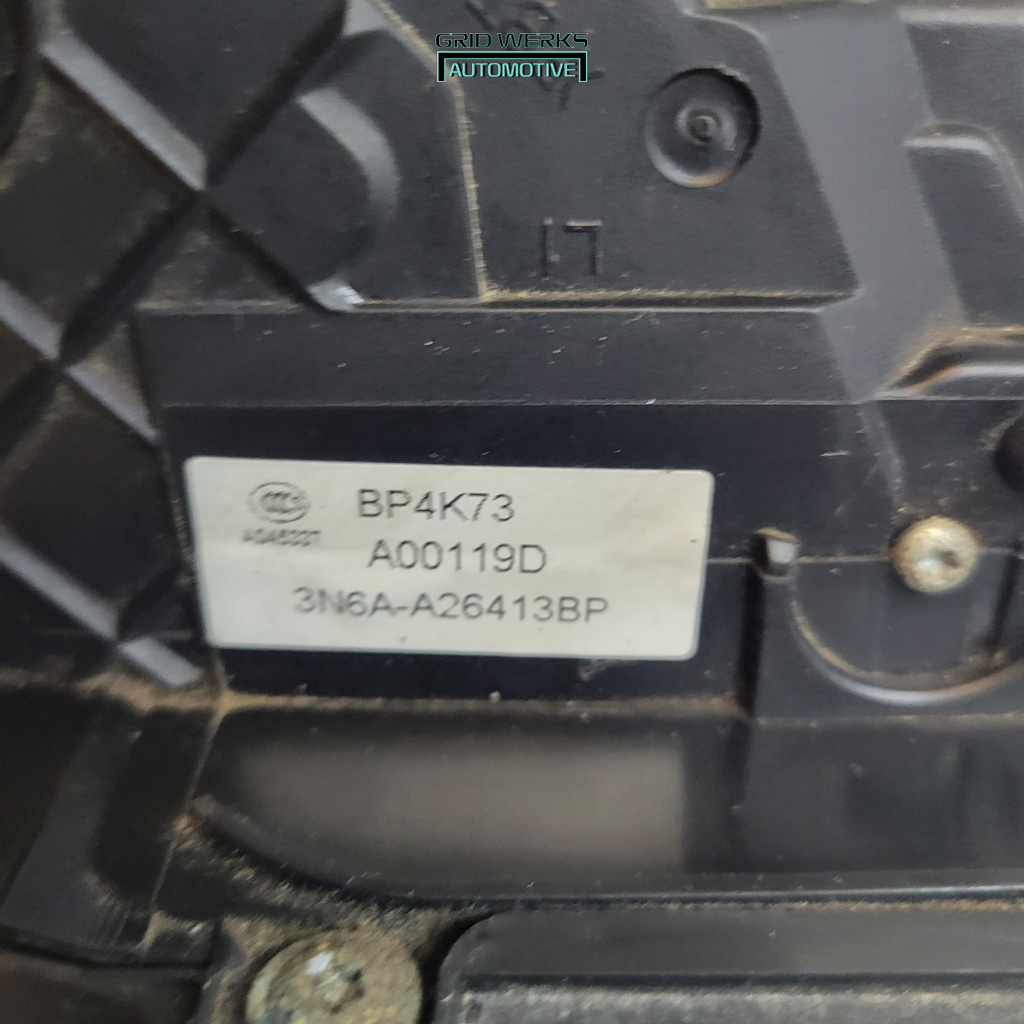 GRID WERKS
AUTOMOTIVE
BP4K73
A00119D
3N6A-A26413BP